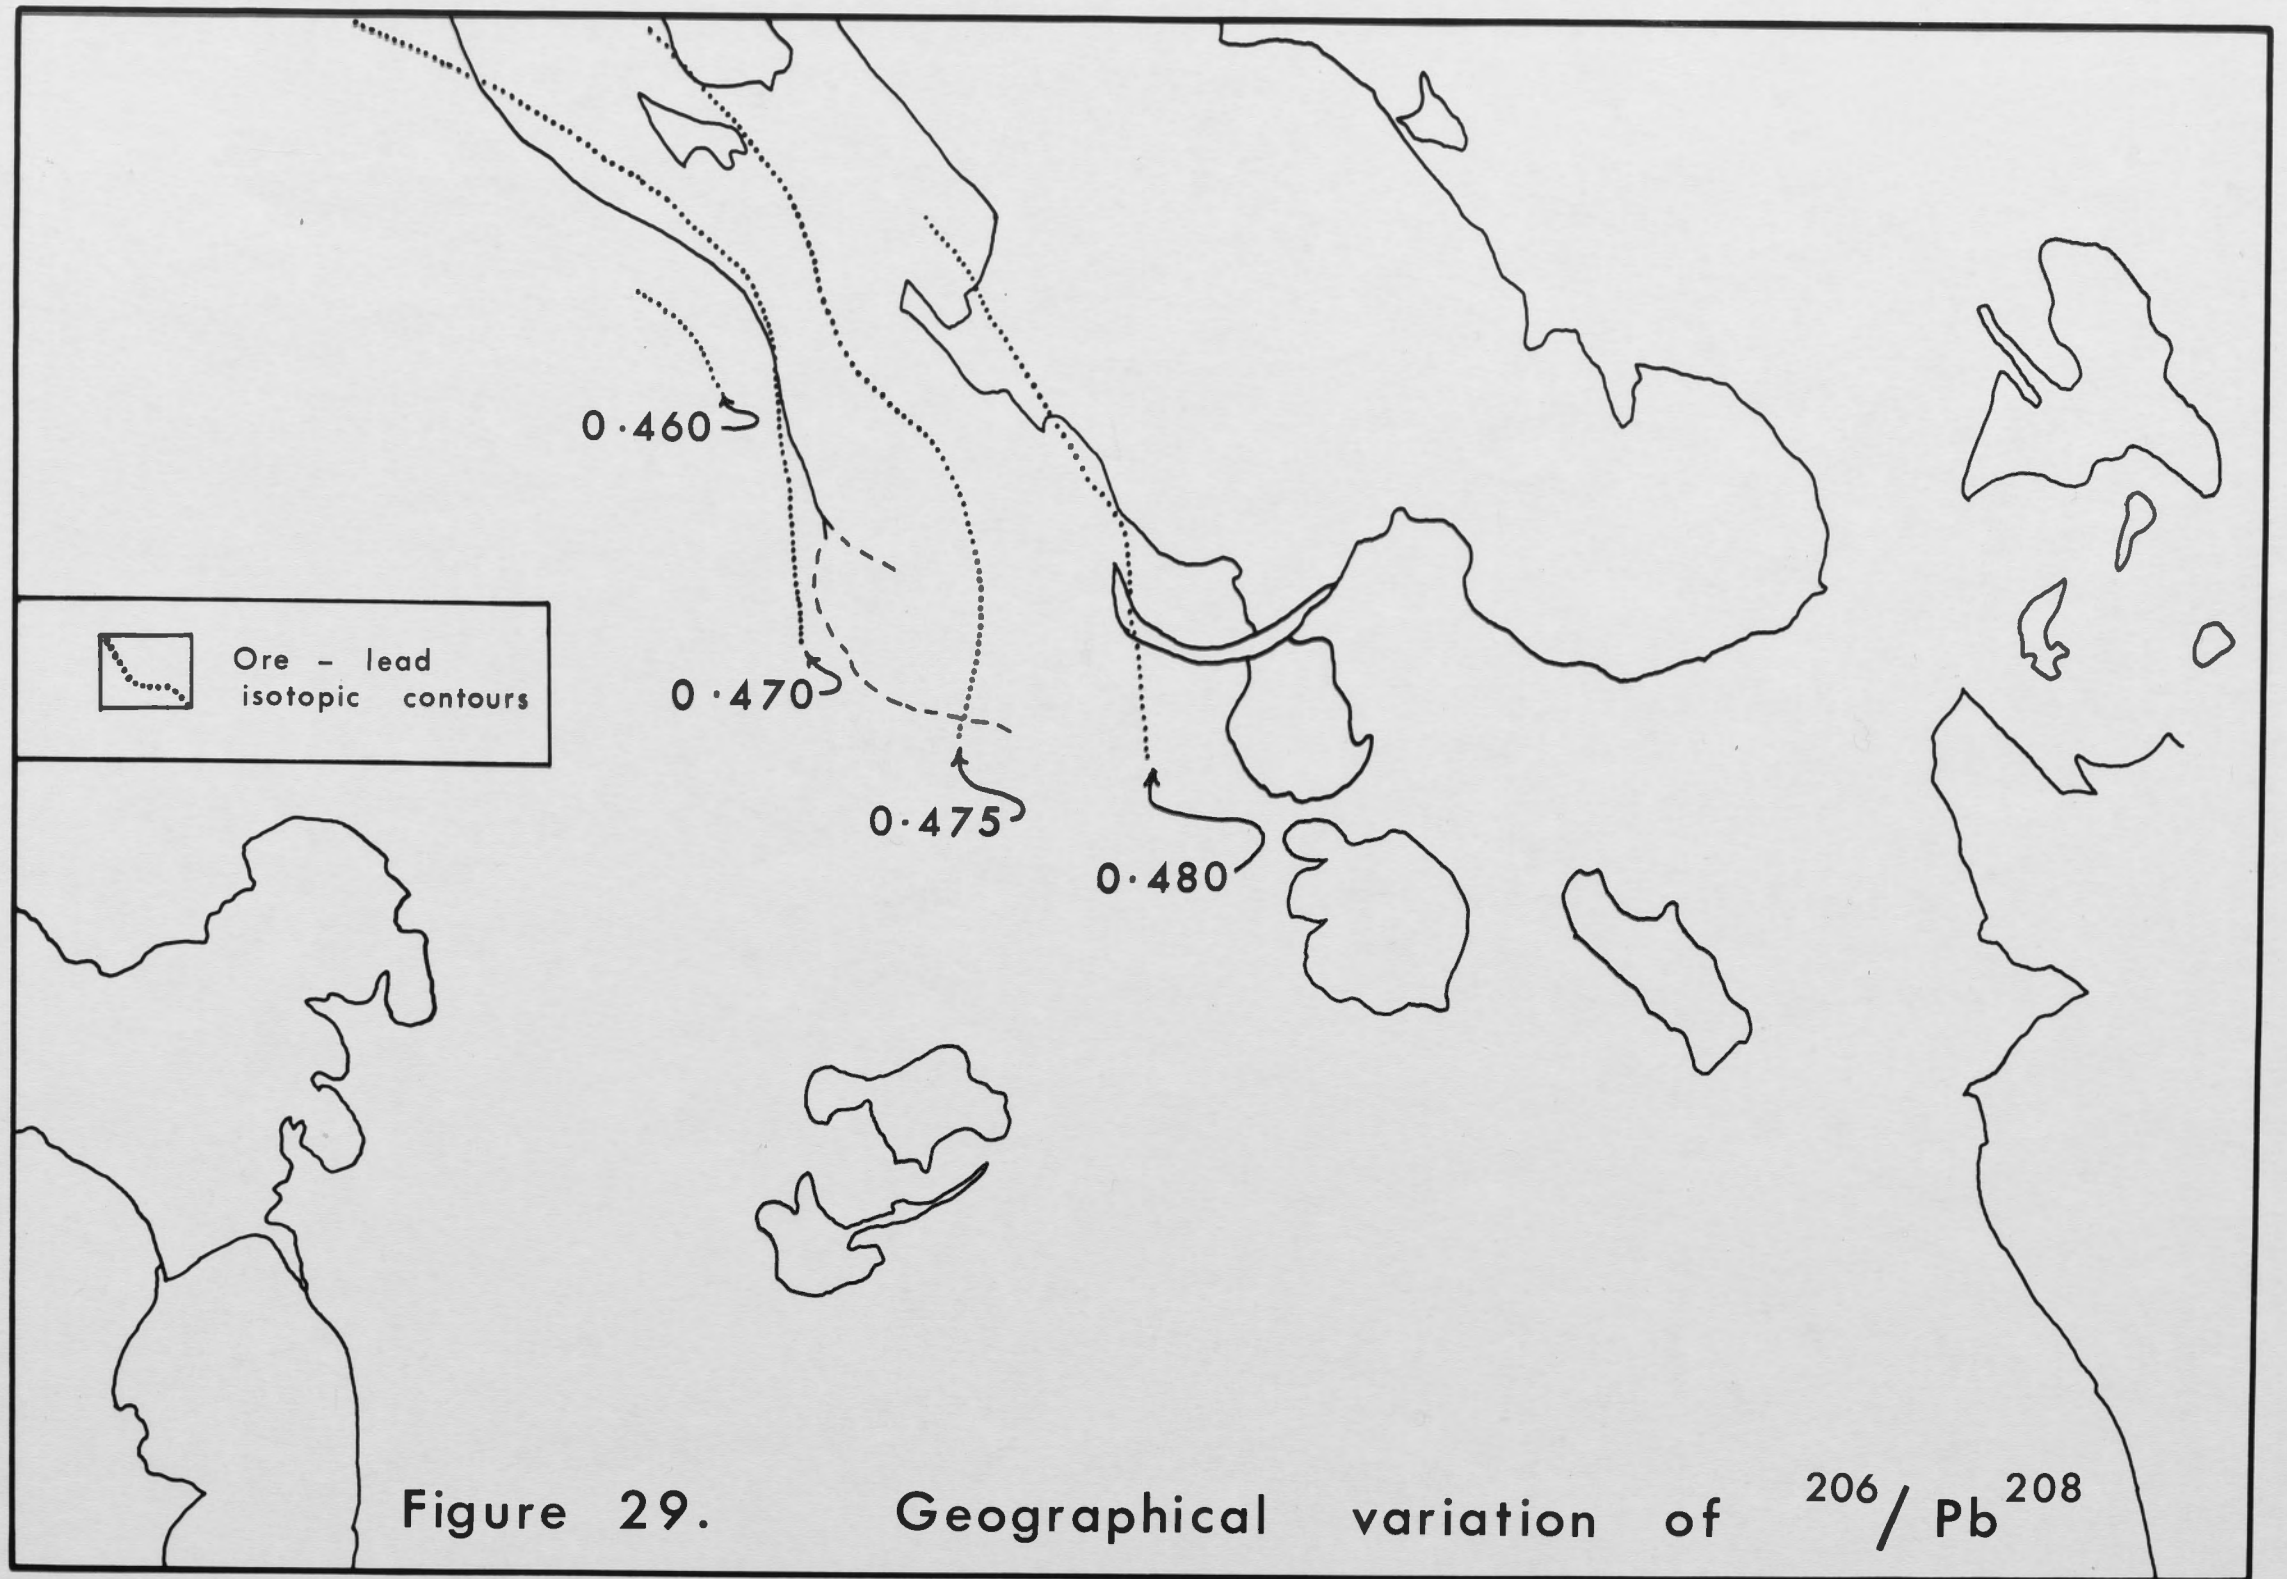 0.460
Ore - lead
isotopic contours
0.470
0.475
0.480
Figure 29. Geographical variation of 206/Pb208